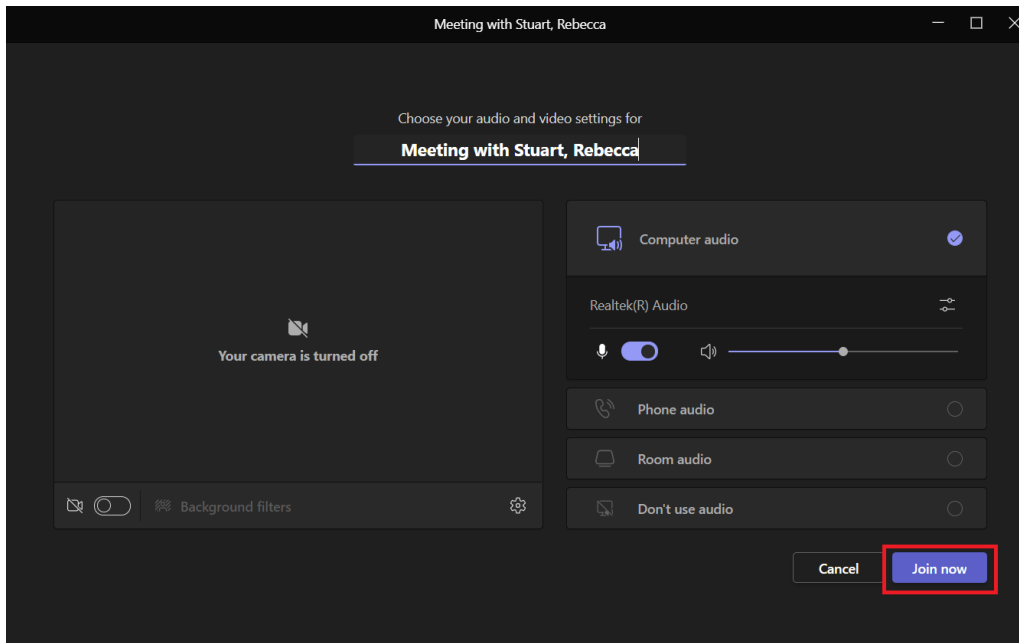 Meeting with Stuart, Rebecca
Choose your audio and video settings for
Meeting with Stuart, Rebecca
Your camera is turned off
Background filters
Computer audio
Realtek(R) Audio
Phone audio
Room audio
Don't use audio
Cancel
Join now